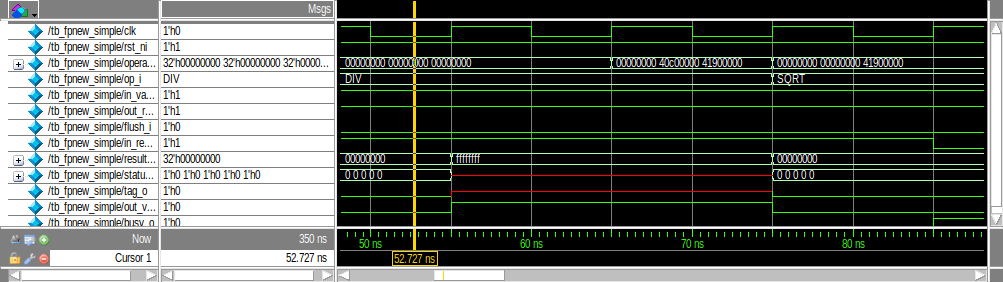 Msgs
/tb_fpnew_simple/clk 1'h0
/tb_fpnew_simple/rst_ni 1'h1
/tb_fpnew_simple/opera... 32'h00000000 32'h00000000 32'h0000... 00000000 00000000 00000000 00000000 40c00000 41900000 00000000 00000000 41900000
/tb_fpnew_simple/op_i DIV DIV SQRT
/tb_fpnew_simple/in_va... 1'h1
/tb_fpnew_simple/out_r... 1'h1
/tb_fpnew_simple/flush_i 1'h0
/tb_fpnew_simple/in_re... 1'h1
/tb_fpnew_simple/result... 32'h00000000 00000000 ffffffff 00000000
/tb_fpnew_simple/statu... 1'h0 1'h0 1'h0 1'h0 1'h0 0 0 0 0 0 0 0 0 0 0
/tb_fpnew_simple/tag_o 1'h0
/tb_fpnew_simple/out_v... 1'h0
/tb_fpnew_simple/busy_o 1'h0
Now 350 ns 50 ns 60 ns 70 ns 80 ns
Cursor 1 52.727 ns 52.727 ns